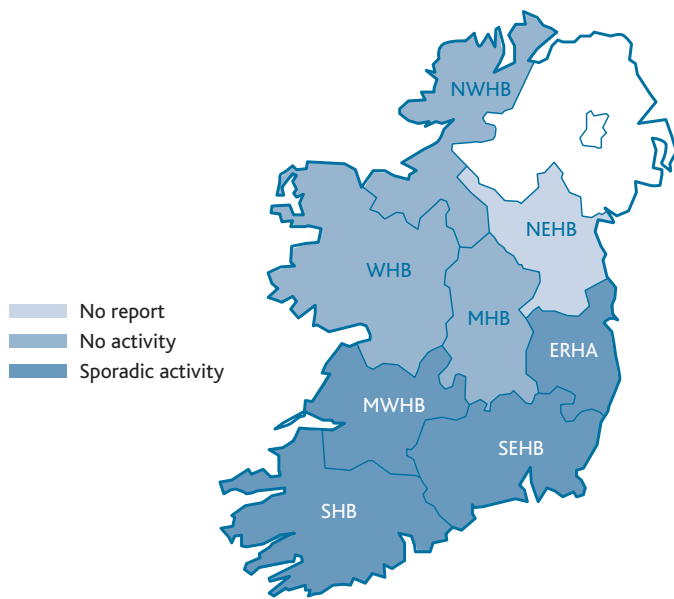 NWHB
NEHB
WHB
MHB
No report
No activity
Sporadic activity
ERHA
MWHB
SEHB
SHB